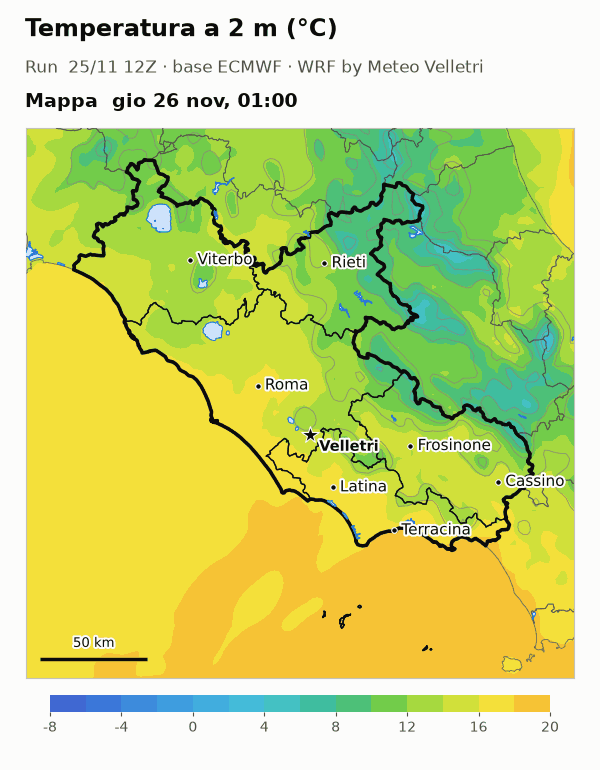 Temperatura a 2 m (°C)
Run  25/11 12Z · base ECMWF · WRF by Meteo Velletri
Mappa  gio 26 nov, 01:00
Viterbo
Rieti
Roma
Velletri
Frosinone
Cassino
Latina
Terracina
50 km
-8 -4 0 4 8 12 16 20